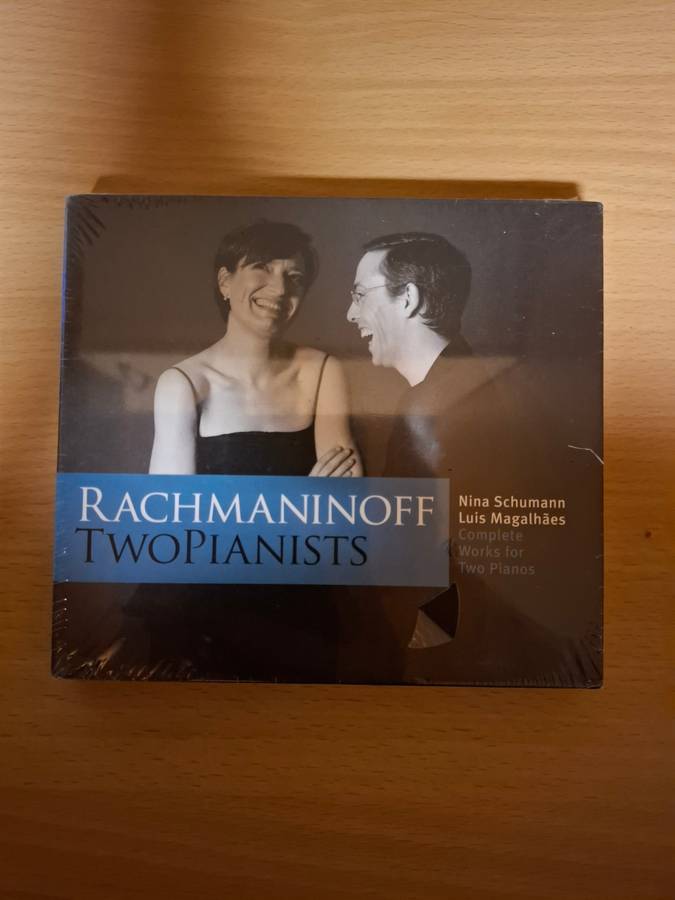 RACHMANINOFF
TWOPIANISTS
Nina Schumann
Luis Magalhães
Complete
Works for
Two Pianos